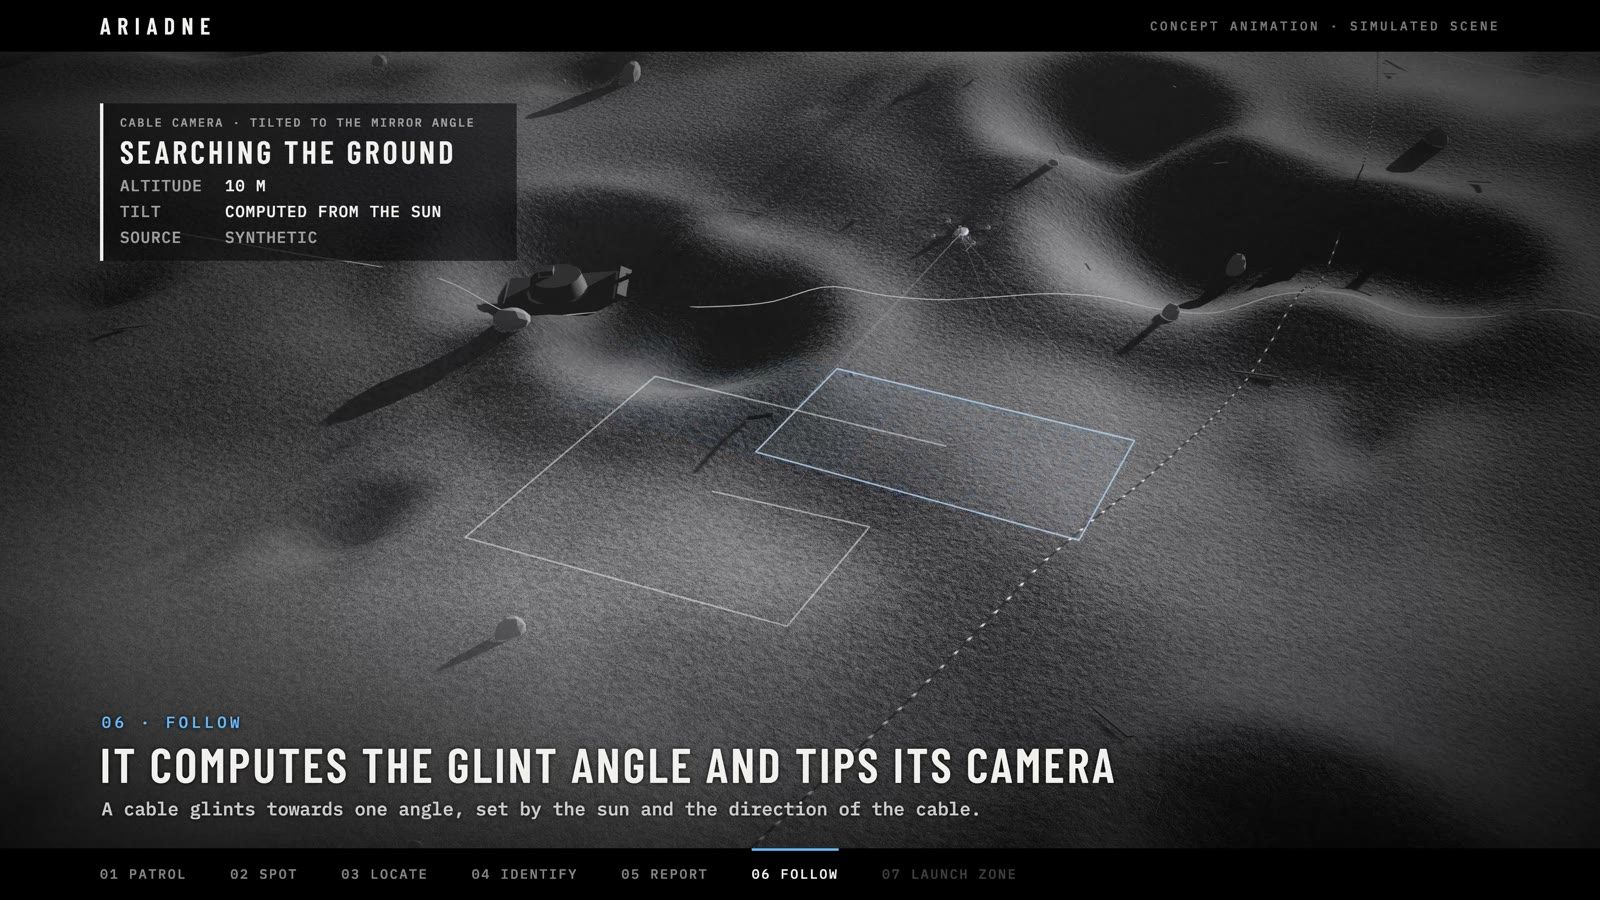 ARIADNE
CONCEPT ANIMATION · SIMULATED SCENE
CABLE CAMERA · TILTED TO THE MIRROR ANGLE
SEARCHING THE GROUND
ALTITUDE 10 M
TILT COMPUTED FROM THE SUN
SOURCE SYNTHETIC
06 · FOLLOW
IT COMPUTES THE GLINT ANGLE AND TIPS ITS CAMERA
A cable glints towards one angle, set by the sun and the direction of the cable.
01 PATROL 02 SPOT 03 LOCATE 04 IDENTIFY 05 REPORT 06 FOLLOW 07 LAUNCH ZONE